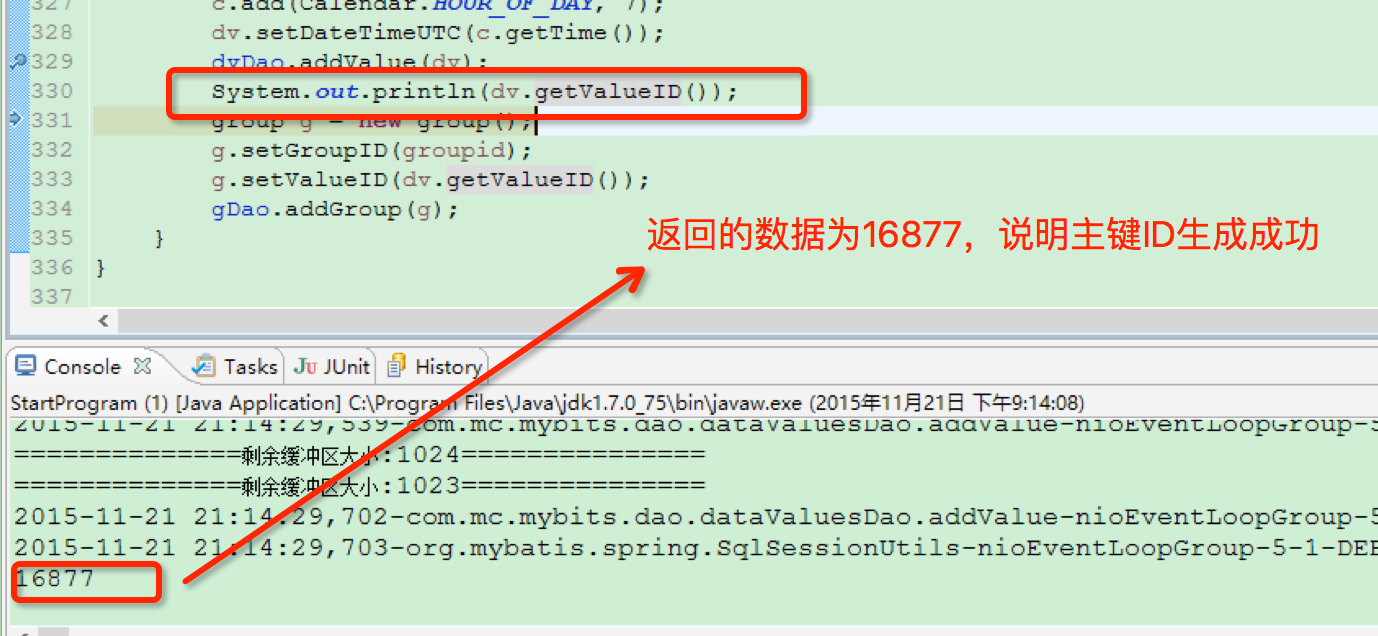 327 c.add(Calendar.HOUR_OF_DAY, 7);
328 dv.setDateTimeUTC(c.getTime());
329 dvDao.addValue(dv);
330 System.out.println(dv.getValueID());
331 group g = new group();
332 g.setGroupID(groupid);
333 g.setValueID(dv.getValueID());
334 gDao.addGroup(g);
335 }
336 }
337
返回的数据为16877，说明主键ID生成成功
Console Tasks JUnit History
StartProgram (1) [Java Application] C:\Program Files\Java\jdk1.7.0_75\bin\javaw.exe (2015年11月21日 下午9:14:08)
2015-11-21 21:14:29,539-com.mc.mybits.dao.dataValuesDao.addValue-nioEventLoopGroup-5
==============剩余缓冲区大小:1024===============
==============剩余缓冲区大小:1023===============
2015-11-21 21:14:29,702-com.mc.mybits.dao.dataValuesDao.addValue-nioEventLoopGroup-5
2015-11-21 21:14:29,703-org.mybatis.spring.SqlSessionUtils-nioEventLoopGroup-5-1-DEB
16877